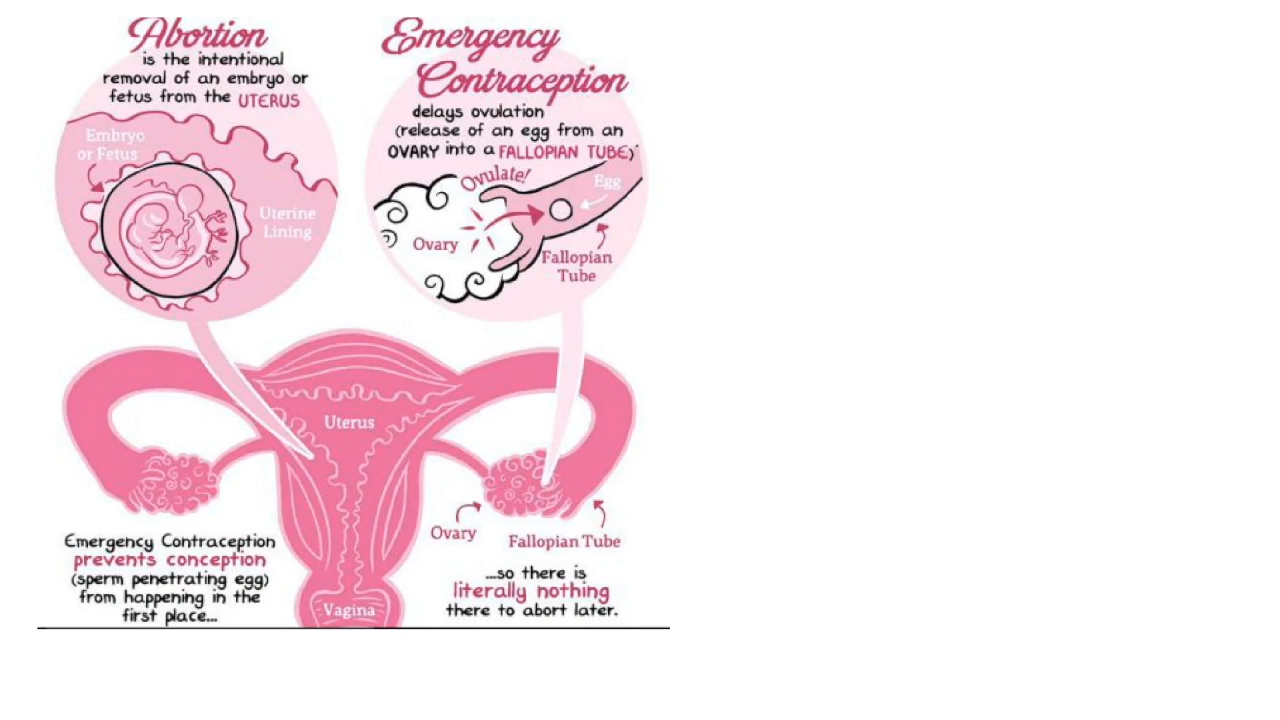 Abortion
is the intentional
removal of an embryo or
fetus from the UTERUS
Embryo
or Fetus
Uterine
Lining
Emergency
Contraception
delays ovulation
(release of an egg from an
OVARY into a FALLOPIAN TUBE)
Ovulate!
Egg
Ovary
Fallopian
Tube
Uterus
Ovary
Fallopian Tube
Vagina
Emergency Contraception
prevents conception
(sperm penetrating egg)
from happening in the
first place...
...so there is
literally nothing
there to abort later.